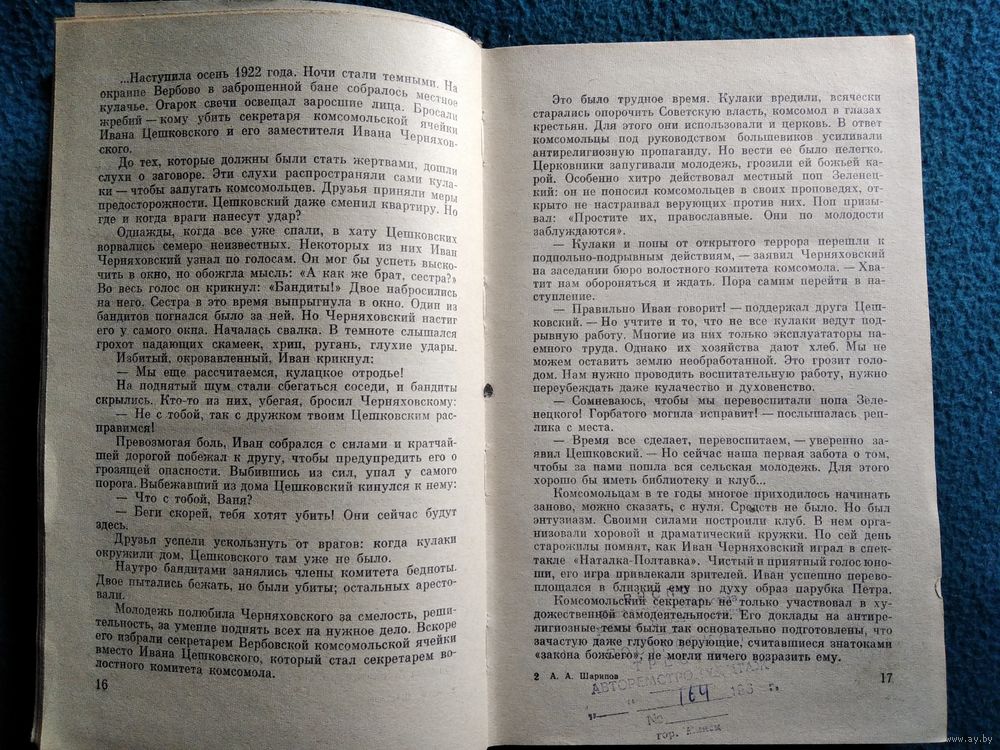 ...Наступила осень 1922 года. Ночи стали темными. На
окраине Вербово в заброшенной бане собралось местное
кулачье. Огарок свечи освещал заросшие лица. Бросали
жребий — кому убить секретаря комсомольской ячейки
Ивана Цешковского и его заместителя Ивана Черняхов-
ского.
До тех, которые должны были стать жертвами, дошли
слухи о заговоре. Эти слухи распространяли сами кула-
ки — чтобы запугать комсомольцев. Друзья приняли меры
предосторожности. Цешковский даже сменил квартиру. Но
где и когда враги нанесут удар?
Однажды, когда все уже спали, в хату Цешковских
ворвались семеро неизвестных. Некоторых из них Иван
Черняховский узнал по голосам. Он мог бы успеть выско-
чить в окно, но обожгла мысль: «А как же брат, сестра?»
Во весь голос он крикнул: «Бандиты!» Двое набросились
на него. Сестра в это время выпрыгнула в окно. Один из
бандитов погнался было за ней. Но Черняховский настиг
его у самого окна. Началась свалка. В темноте слышался
грохот падающих скамеек, хрип, ругань, глухие удары.
Избитый, окровавленный, Иван крикнул:
— Мы еще рассчитаемся, кулацкое отродье!
На поднятый шум стали сбегаться соседи, и бандиты
скрылись. Кто-то из них, убегая, бросил Черняховскому:
— Не с тобой, так с дружком твоим Цешковским рас-
правимся!
Превозмогая боль, Иван собрался с силами и кратчай-
шей дорогой побежал к другу, чтобы предупредить его о
грозящей опасности. Выбившись из сил, упал у самого
порога. Выбежавший из дома Цешковский кинулся к нему:
— Что с тобой, Ваня?
— Беги скорей, тебя хотят убить! Они сейчас будут
здесь.
Друзья успели ускользнуть от врагов: когда кулаки
окружили дом, Цешковского там уже не было.
Наутро бандитами занялись члены комитета бедноты.
Двое пытались бежать, но были убиты; остальных аресто-
вали.
Молодежь полюбила Черняховского за смелость, реши-
тельность, за умение поднять всех на нужное дело. Вскоре
его избрали секретарем Вербовской комсомольской ячейки
вместо Ивана Цешковского, который стал секретарем во-
лостного комитета комсомола.
16
Это было трудное время. Кулаки вредили, всячески
старались опорочить Советскую власть, комсомол в глазах
крестьян. Для этого они использовали и церковь. В ответ
комсомольцы под руководством большевиков усиливали
антирелигиозную пропаганду. Но вести ее было нелегко.
Церковники запугивали молодежь, грозили ей божьей ка-
рой. Особенно хитро действовал местный поп Зеленец-
кий: он не поносил комсомольцев в своих проповедях, от-
крыто не настраивал верующих против них. Поп призы-
вал: «Простите их, православные. Они по молодости
заблуждаются».
— Кулаки и попы от открытого террора перешли к
подпольно-подрывным действиям, — заявил Черняховский
на заседании бюро волостного комитета комсомола. — Хва-
тит нам обороняться и ждать. Пора самим перейти в на-
ступление.
— Правильно Иван говорит! — поддержал друга Цеш-
ковский. — Но учтите и то, что не все кулаки ведут под-
рывную работу. Многие из них только эксплуататоры на-
емного труда. Однако их хозяйства дают хлеб. Мы не
можем оставить землю необработанной. Это грозит голо-
дом. Нам нужно проводить воспитательную работу, нужно
переубеждать даже кулачество и духовенство.
— Сомневаюсь, чтобы мы перевоспитали попа Зеле-
нецкого! Горбатого могила исправит! — послышалась реп-
лика с места.
— Время все сделает, перевоспитаем, — уверенно за-
явил Цешковский. — Но сейчас наша первая забота о том,
чтобы за нами пошла вся сельская молодежь. Для этого
хорошо бы иметь библиотеку и клуб...
Комсомольцам в те годы многое приходилось начинать
заново, можно сказать, с нуля. Средств не было. Но был
энтузиазм. Своими силами построили клуб. В нем орга-
низовали хоровой и драматический кружки. По сей день
старожилы помнят, как Иван Черняховский играл в спек-
такле «Наталка-Полтавка». Чистый и приятный голос юно-
ши, его игра привлекали зрителей. Иван успешно перево-
площался в близкий ему по духу образ парубка Петра.
Комсомольский секретарь не только участвовал в ху-
дожественной самодеятельности. Его доклады на антире-
лигиозные темы были так основательно подготовлены, что
зачастую даже глубоко верующие, считавшиеся знатоками
«закона божьего», не могли ничего возразить ему.
2 А. А. Шарипов
17
164
№
гор. Минск
www.ay.by